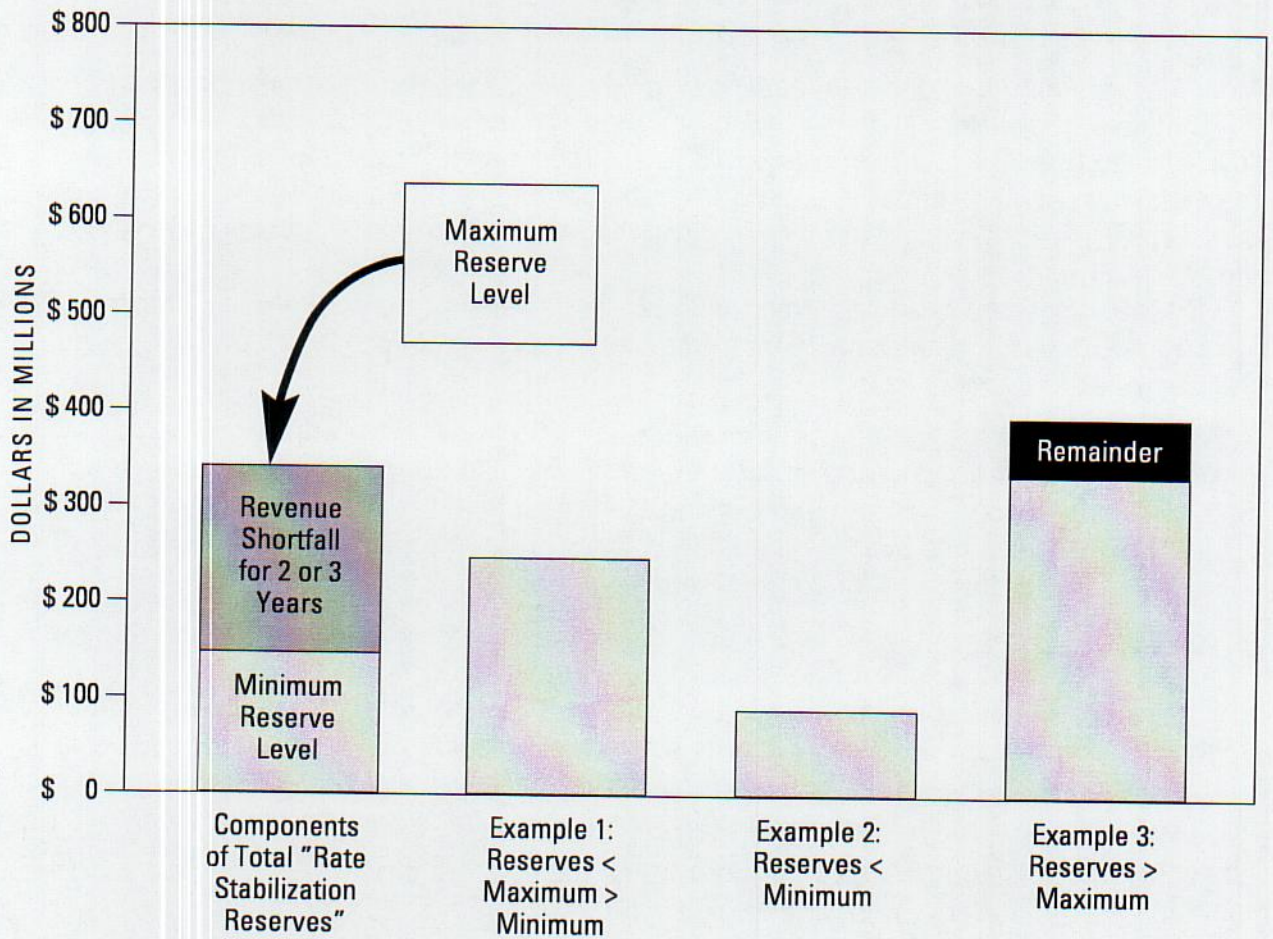 $ 800
$ 700
$ 600
$ 500
$ 400
$ 300
$ 200
$ 100
$ 0
DOLLARS IN MILLIONS
Maximum
Reserve
Level
Revenue
Shortfall
for 2 or 3
Years
Minimum
Reserve
Level
Remainder
Components
of Total "Rate
Stabilization
Reserves"
Example 1:
Reserves <
Maximum >
Minimum
Example 2:
Reserves <
Minimum
Example 3:
Reserves >
Maximum